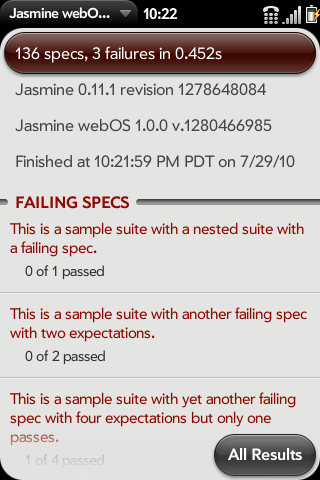 Jasmine webO... 10:22
136 specs, 3 failures in 0.452s
Jasmine 0.11.1 revision 1278648084
Jasmine webOS 1.0.0 v.1280466985
Finished at 10:21:59 PM PDT on 7/29/10
FAILING SPECS
This is a sample suite with a nested suite with
a failing spec.
0 of 1 passed
This is a sample suite with another failing spec
with two expectations.
0 of 2 passed
This is a sample suite with yet another failing
spec with four expectations but only one
passes.
1 of 4 passed
All Results